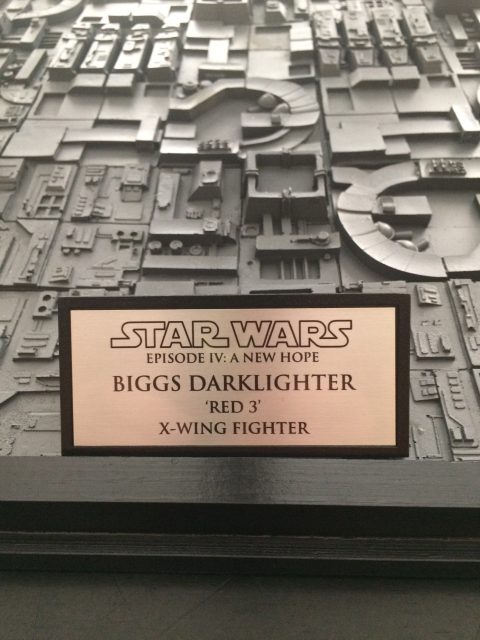 STAR WARS
EPISODE IV: A NEW HOPE
BIGGS DARKLIGHTER
‘RED 3’
X-WING FIGHTER